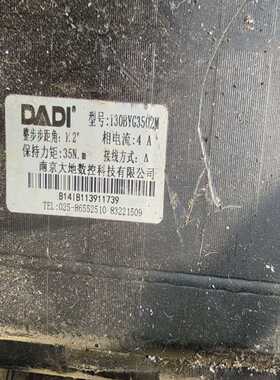 DADI 型号: 130BYG3502M
整步步距角: 1.2° 相电流: 4 A
保持力矩: 35N.m 接线方式: Δ
南京大地数控科技有限公司
B141B113911739
TEL:025-86552510 83221509